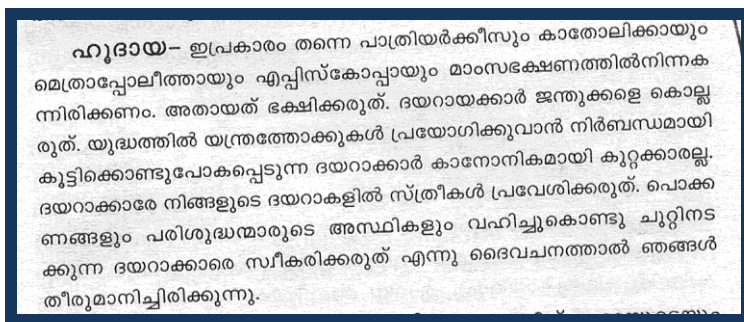 ഹൂദായ– ഇപ്രകാരം തന്നെ പാത്രിയർക്കീസും കാതോലിക്കായും
മെത്രാപ്പോലീത്തായും എപ്പിസ്കോപ്പായും മാംസഭക്ഷണത്തിൽനിന്നക
ന്നിരിക്കണം. അതായത് ഭക്ഷിക്കരുത്. ദയറായക്കാർ ജന്തുക്കളെ കൊല്ല
രുത്. യുദ്ധത്തിൽ യന്ത്രത്തോക്കുകൾ പ്രയോഗിക്കുവാൻ നിർബന്ധമായി
കൂട്ടിക്കൊണ്ടുപോകപ്പെടുന്ന ദയറാക്കാർ കാനോനികമായി കുറ്റക്കാരല്ല.
ദയറാക്കാരേ നിങ്ങളുടെ ദയറാകളിൽ സ്ത്രീകൾ പ്രവേശിക്കരുത്. പൊക്ക
ണങ്ങളും പരിശുദ്ധന്മാരുടെ അസ്ഥികളും വഹിച്ചുകൊണ്ടു ചുറ്റിനട
ക്കുന്ന ദയറാക്കാരെ സ്വീകരിക്കരുത് എന്നു ദൈവചനത്താൽ ഞങ്ങൾ
തീരുമാനിച്ചിരിക്കുന്നു.